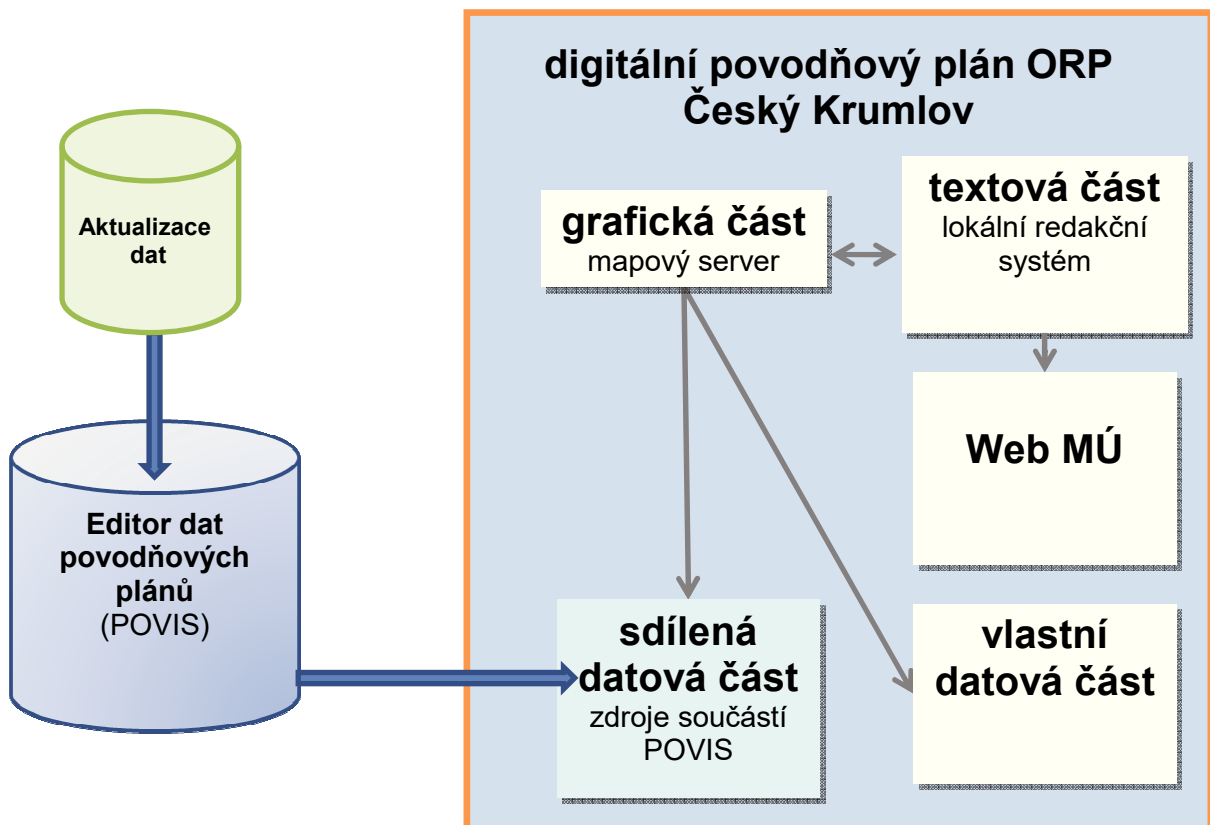 digitální povodňový plán ORP
Český Krumlov
Aktualizace
dat
grafická část
mapový server
textová část
lokální redakční
systém
Web MÚ
Editor dat
povodňových
plánů
(POVIS)
sdílená
datová část
zdroje součástí
POVIS
vlastní
datová část